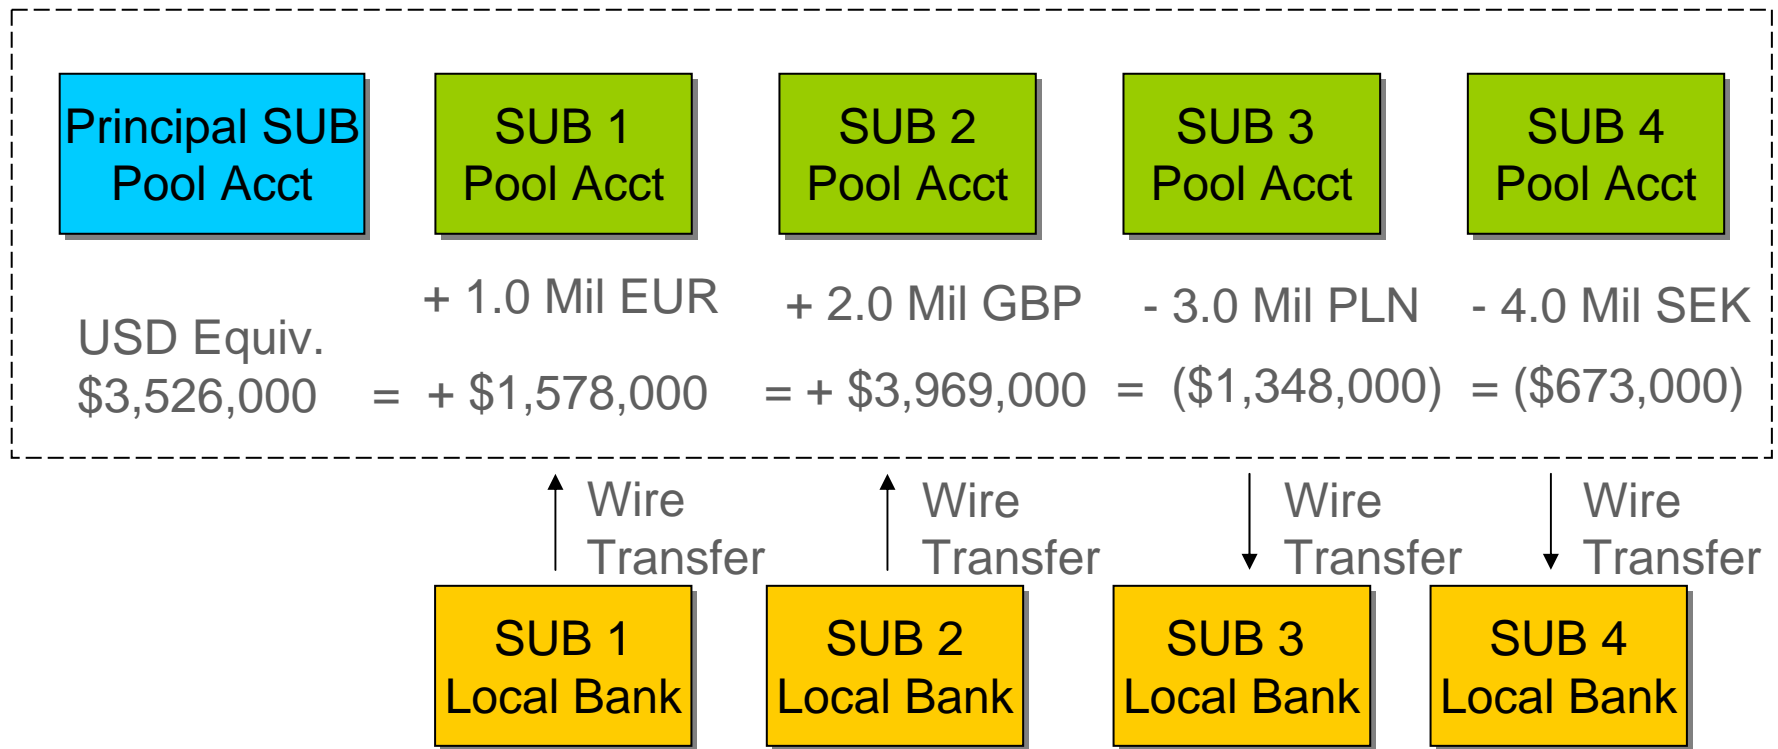 Principal SUB
Pool Acct
SUB 1
Pool Acct
SUB 2
Pool Acct
SUB 3
Pool Acct
SUB 4
Pool Acct
+ 1.0 Mil EUR
+ 2.0 Mil GBP
- 3.0 Mil PLN
- 4.0 Mil SEK
USD Equiv.
$3,526,000 = + $1,578,000 = + $3,969,000 = ($1,348,000) = ($673,000)
Wire
Transfer
Wire
Transfer
Wire
Transfer
Wire
Transfer
SUB 1
Local Bank
SUB 2
Local Bank
SUB 3
Local Bank
SUB 4
Local Bank